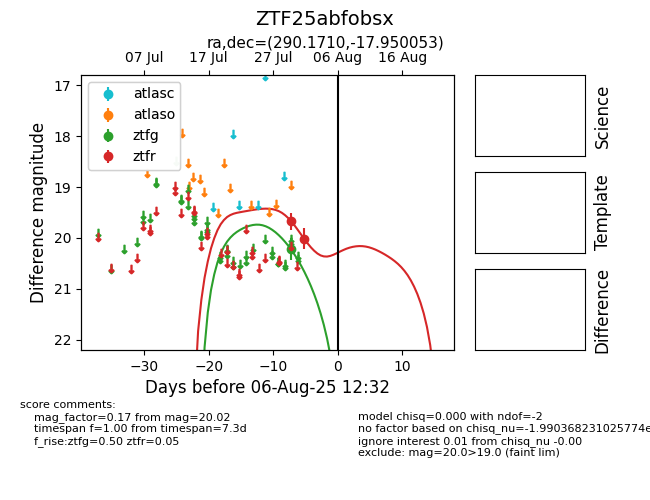 ZTF25abfobsx
ra,dec=(290.1710,-17.950053)
07 Jul 17 Jul 27 Jul 06 Aug 16 Aug
17
18
19
20
21
22
Difference magnitude
atlasc
atlaso
ztfg
ztfr
−30 −20 −10 0 10
Days before 06-Aug-25 12:32
Science
Template
Difference
score comments:
mag_factor=0.17 from mag=20.02
timespan f=1.00 from timespan=7.3d
f_rise:ztfg=0.50 ztfr=0.05
model chisq=0.000 with ndof=-2
no factor based on chisq_nu=-1.990368231025774e
ignore interest 0.01 from chisq_nu -0.00
exclude: mag=20.0>19.0 (faint lim)